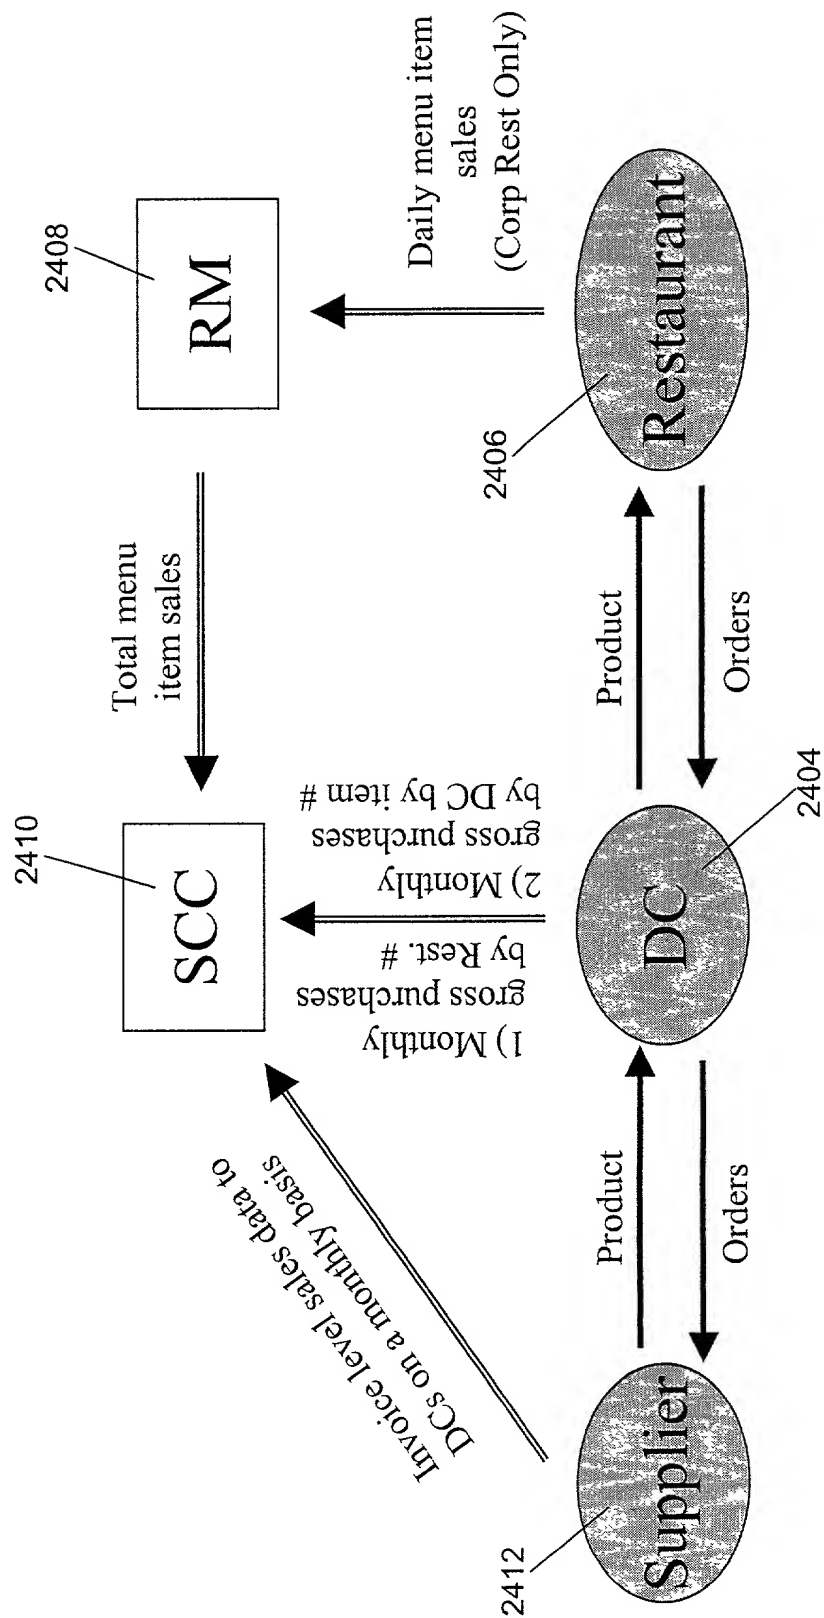 2410
SCC
Total menu
item sales
2408
RM
Invoice level sales data to
DCs on a monthly basis
1) Monthly
gross purchases
by Rest. #
2) Monthly
gross purchases
by DC by item #
Daily menu item
sales
(Corp Rest Only)
2412
Supplier
Product
Orders
DC
2404
Product
Orders
2406
Restaurant